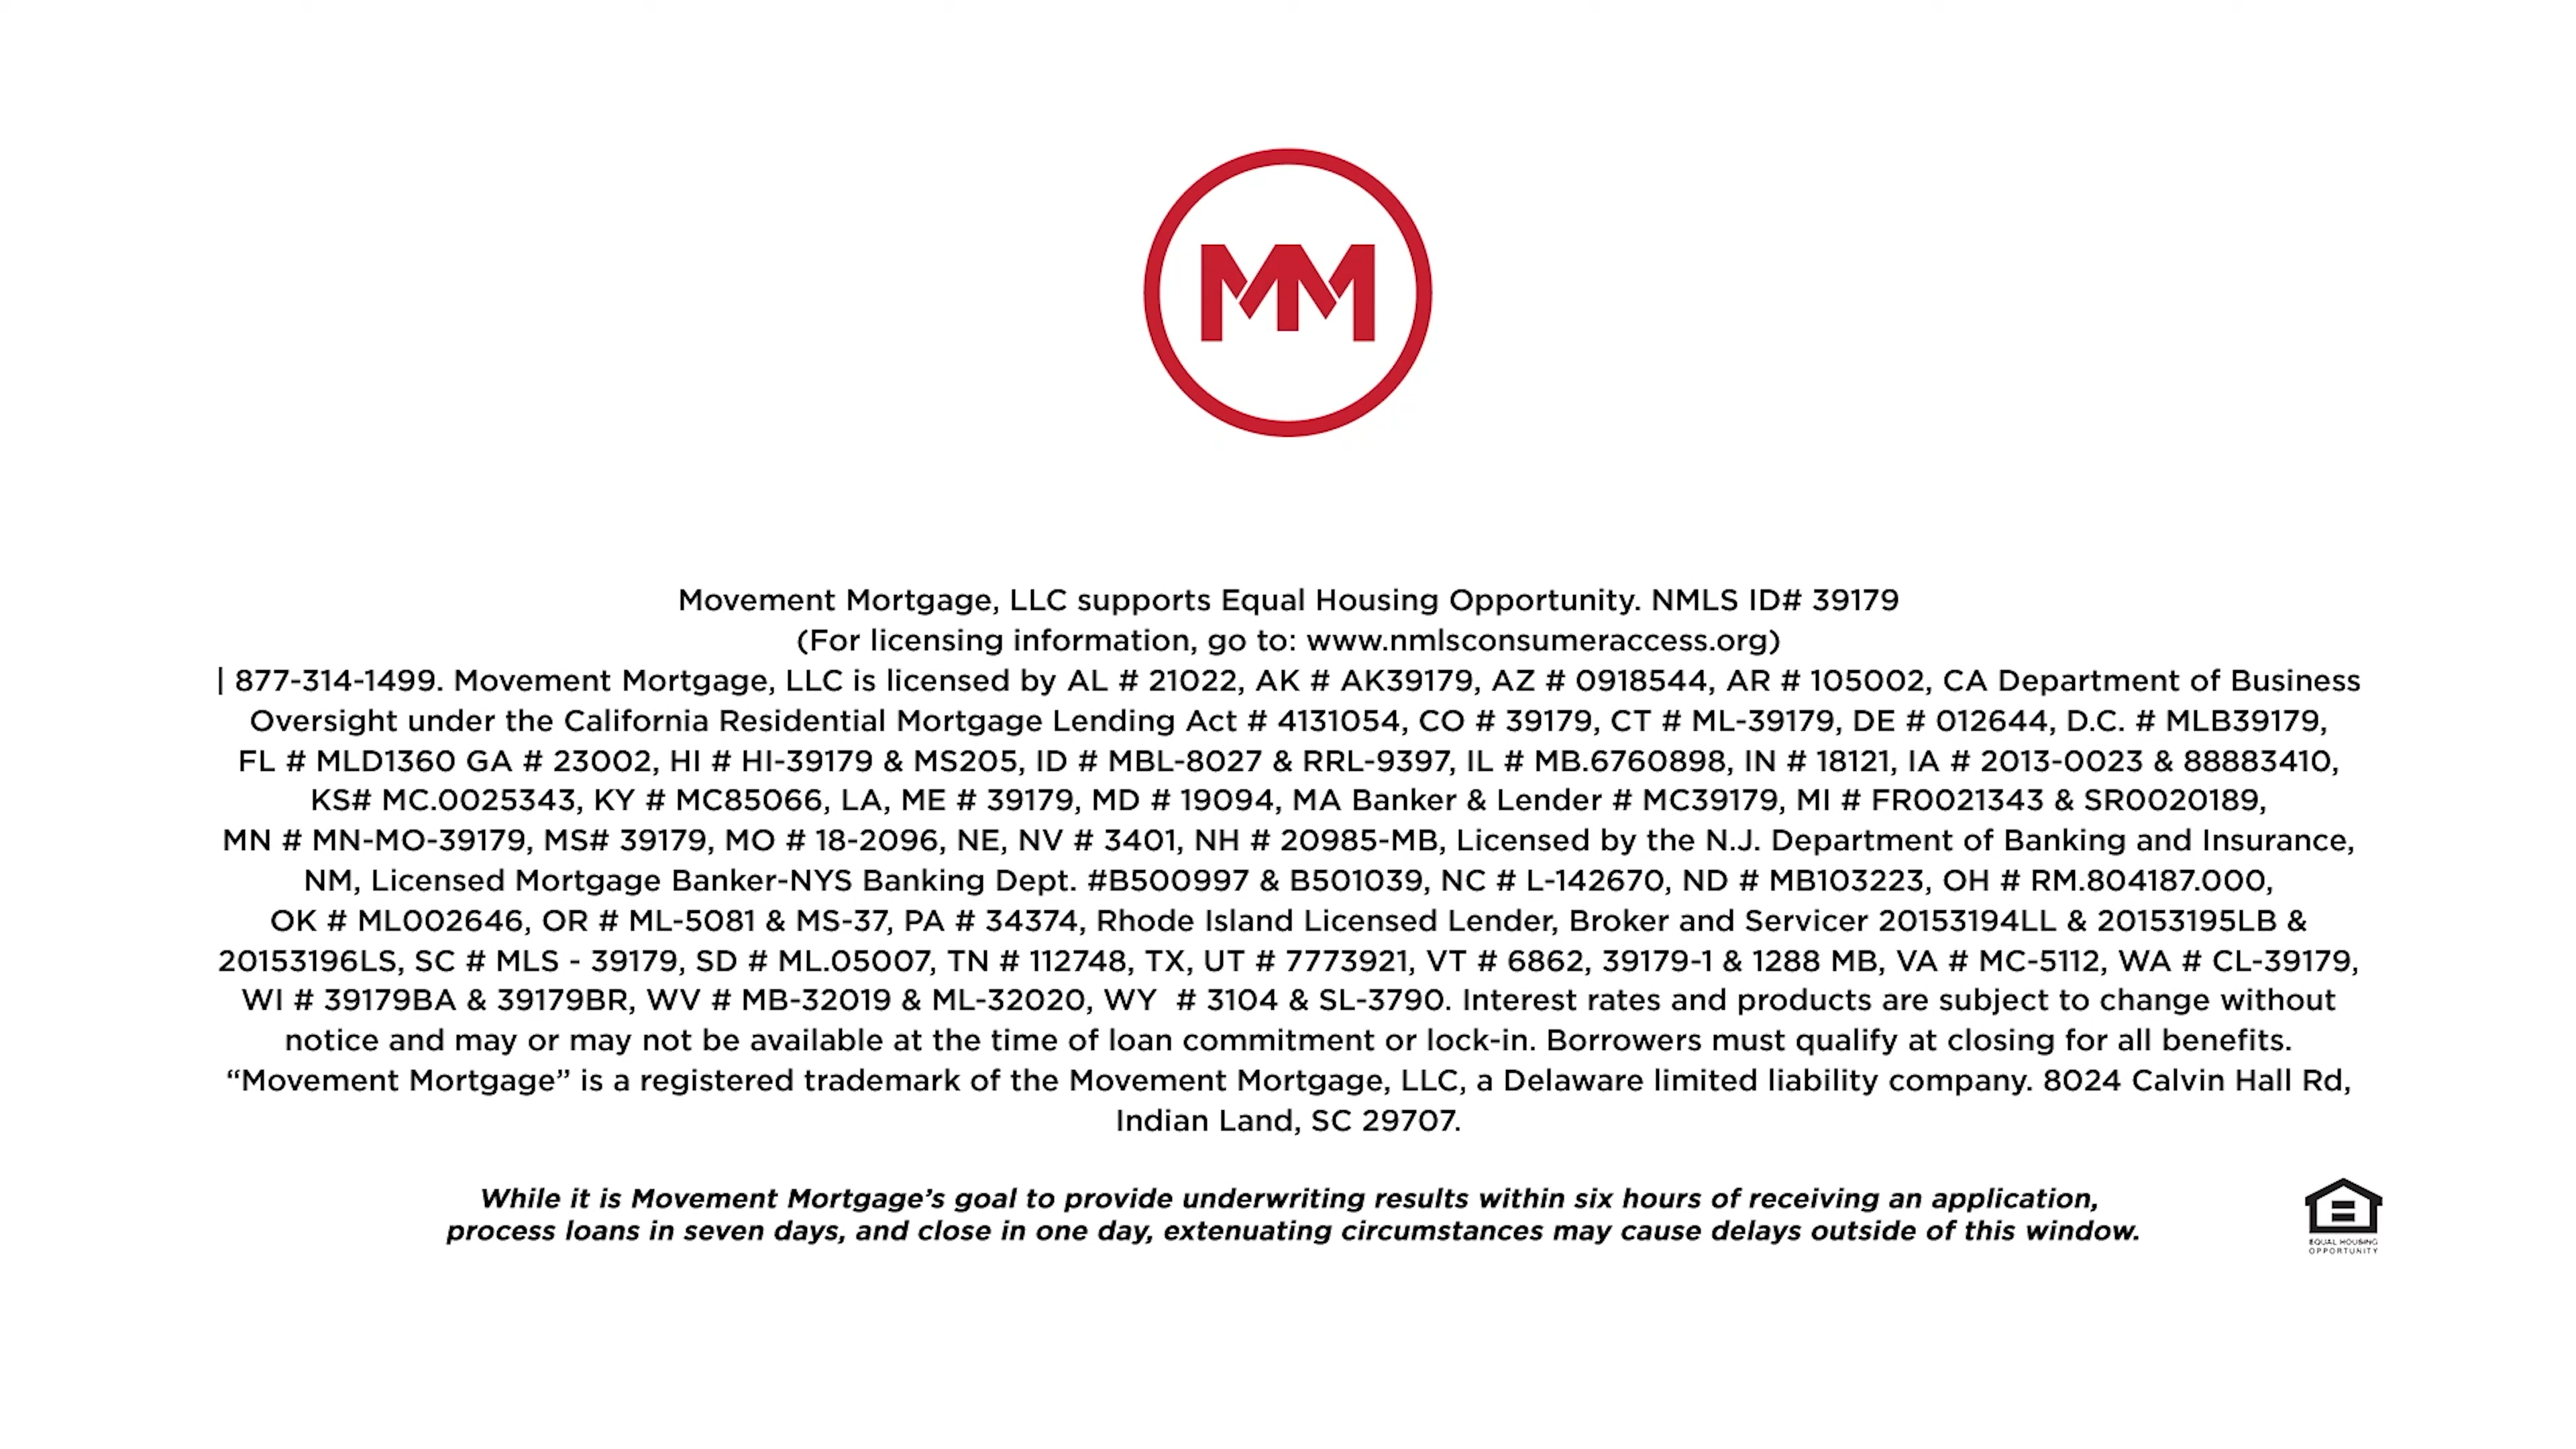 MM
Movement Mortgage, LLC supports Equal Housing Opportunity. NMLS ID# 39179
(For licensing information, go to: www.nmlsconsumeraccess.org)
| 877-314-1499. Movement Mortgage, LLC is licensed by AL # 21022, AK # AK39179, AZ # 0918544, AR # 105002, CA Department of Business
Oversight under the California Residential Mortgage Lending Act # 4131054, CO # 39179, CT # ML-39179, DE # 012644, D.C. # MLB39179,
FL # MLD1360 GA # 23002, HI # HI-39179 & MS205, ID # MBL-8027 & RRL-9397, IL # MB.6760898, IN # 18121, IA # 2013-0023 & 88883410,
KS# MC.0025343, KY # MC85066, LA, ME # 39179, MD # 19094, MA Banker & Lender # MC39179, MI # FR0021343 & SR0020189,
MN # MN-MO-39179, MS# 39179, MO # 18-2096, NE, NV # 3401, NH # 20985-MB, Licensed by the N.J. Department of Banking and Insurance,
NM, Licensed Mortgage Banker-NYS Banking Dept. #B500997 & B501039, NC # L-142670, ND # MB103223, OH # RM.804187.000,
OK # ML002646, OR # ML-5081 & MS-37, PA # 34374, Rhode Island Licensed Lender, Broker and Servicer 20153194LL & 20153195LB &
20153196LS, SC # MLS - 39179, SD # ML.05007, TN # 112748, TX, UT # 7773921, VT # 6862, 39179-1 & 1288 MB, VA # MC-5112, WA # CL-39179,
WI # 39179BA & 39179BR, WV # MB-32019 & ML-32020, WY  # 3104 & SL-3790. Interest rates and products are subject to change without
notice and may or may not be available at the time of loan commitment or lock-in. Borrowers must qualify at closing for all benefits.
“Movement Mortgage” is a registered trademark of the Movement Mortgage, LLC, a Delaware limited liability company. 8024 Calvin Hall Rd,
Indian Land, SC 29707.
While it is Movement Mortgage’s goal to provide underwriting results within six hours of receiving an application,
process loans in seven days, and close in one day, extenuating circumstances may cause delays outside of this window.
EQUAL HOUSING
OPPORTUNITY